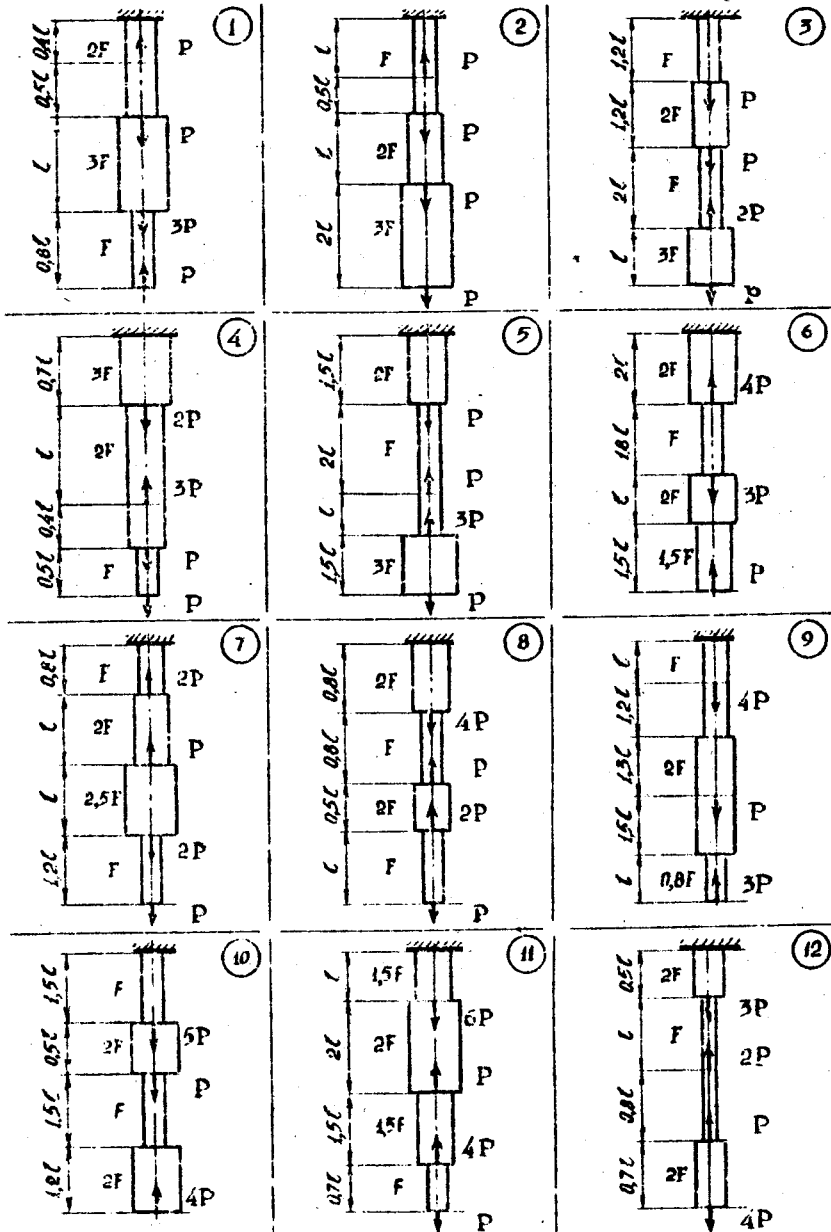 1
0,4ℓ 2F P
0,5ℓ
P
ℓ 3F
3P
0,8ℓ F
P
2
ℓ F P
0,5ℓ
P
ℓ 2F
P
2ℓ 3F
P
3
1,2ℓ F
P
1,2ℓ 2F
P
2ℓ F
2P
ℓ 3F
P
4
0,7ℓ 3F
2P
ℓ 2F
3P
0,4ℓ
P
0,5ℓ F
P
5
1,5ℓ 2F
P
2ℓ F
P
ℓ
3P
1,5ℓ 3F
P
6
2ℓ 2F
4P
1,8ℓ F
ℓ 2F 3P
1,5ℓ 1,5F
P
7
0,8ℓ F 2P
ℓ 2F
P
ℓ 2,5F
2P
1,2ℓ F
P
8
0,8ℓ 2F
4P
0,8ℓ F
P
0,5ℓ 2F 2P
ℓ F
P
9
ℓ F
1,2ℓ 4P
1,3ℓ 2F
1,5ℓ P
ℓ 0,8F 3P
10
1,5ℓ F
0,5ℓ 2F 5P
P
1,5ℓ F
1,2ℓ 2F
4P
11
ℓ 1,5F
6P
2ℓ 2F
P
1,5ℓ 1,5F
4P
0,7ℓ F
P
12
0,5ℓ 2F
3P
ℓ F
2P
0,8ℓ
P
0,7ℓ 2F
4P